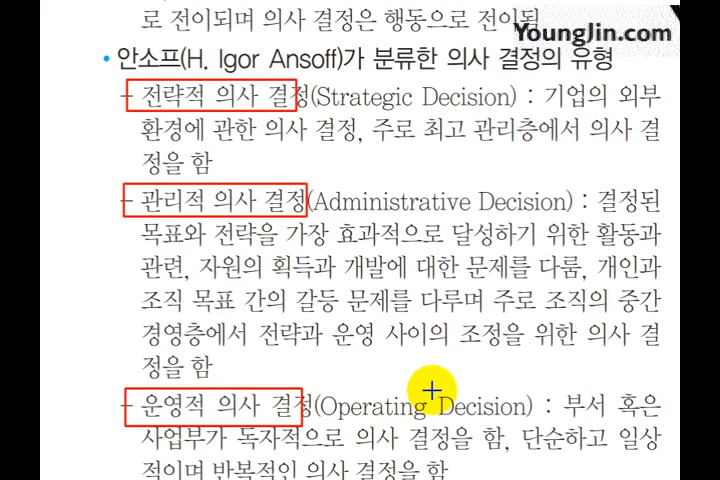 로 전이되며 의사 결정은 행동으로 전이됨
YoungJin.com
• 안소프(H. Igor Ansoff)가 분류한 의사 결정의 유형
- 전략적 의사 결정(Strategic Decision) : 기업의 외부
환경에 관한 의사 결정, 주로 최고 관리층에서 의사 결
정을 함
- 관리적 의사 결정(Administrative Decision) : 결정된
목표와 전략을 가장 효과적으로 달성하기 위한 활동과
관련, 자원의 획득과 개발에 대한 문제를 다룸, 개인과
조직 목표 간의 갈등 문제를 다루며 주로 조직의 중간
경영층에서 전략과 운영 사이의 조정을 위한 의사 결
정을 함
- 운영적 의사 결정(Operating Decision) : 부서 혹은
사업부가 독자적으로 의사 결정을 함, 단순하고 일상
적이며 반복적인 의사 결정을 함